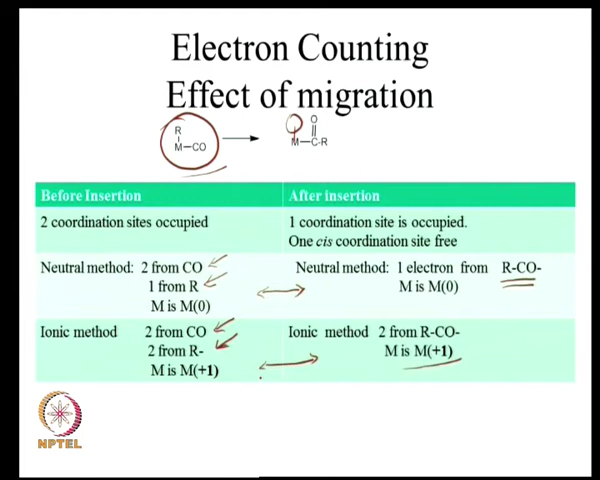 Electron Counting
Effect of migration
R
M—CO
O
M—C-R
Before Insertion
After insertion
2 coordination sites occupied
1 coordination site is occupied.
One cis coordination site free
Neutral method: 2 from CO
1 from R
M is M(0)
Neutral method: 1 electron from R-CO-
M is M(0)
Ionic method 2 from CO
2 from R-
M is M(+1)
Ionic method 2 from R-CO-
M is M(+1)
NPTEL